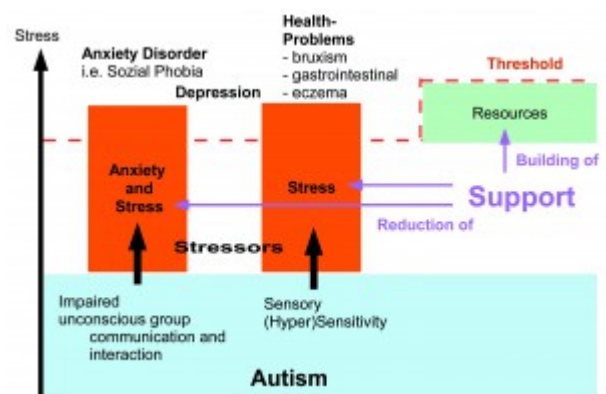 Stress
Anxiety Disorder
i.e. Sozial Phobia
Depression
Health-
Problems
- bruxism
- gastrointestinal
- eczema
Threshold
Resources
Building of
Support
Reduction of
Anxiety
and
Stress
Stress
Stressors
Impaired
unconscious group
communication and
interaction
Sensory
(Hyper)Sensitivity
Autism